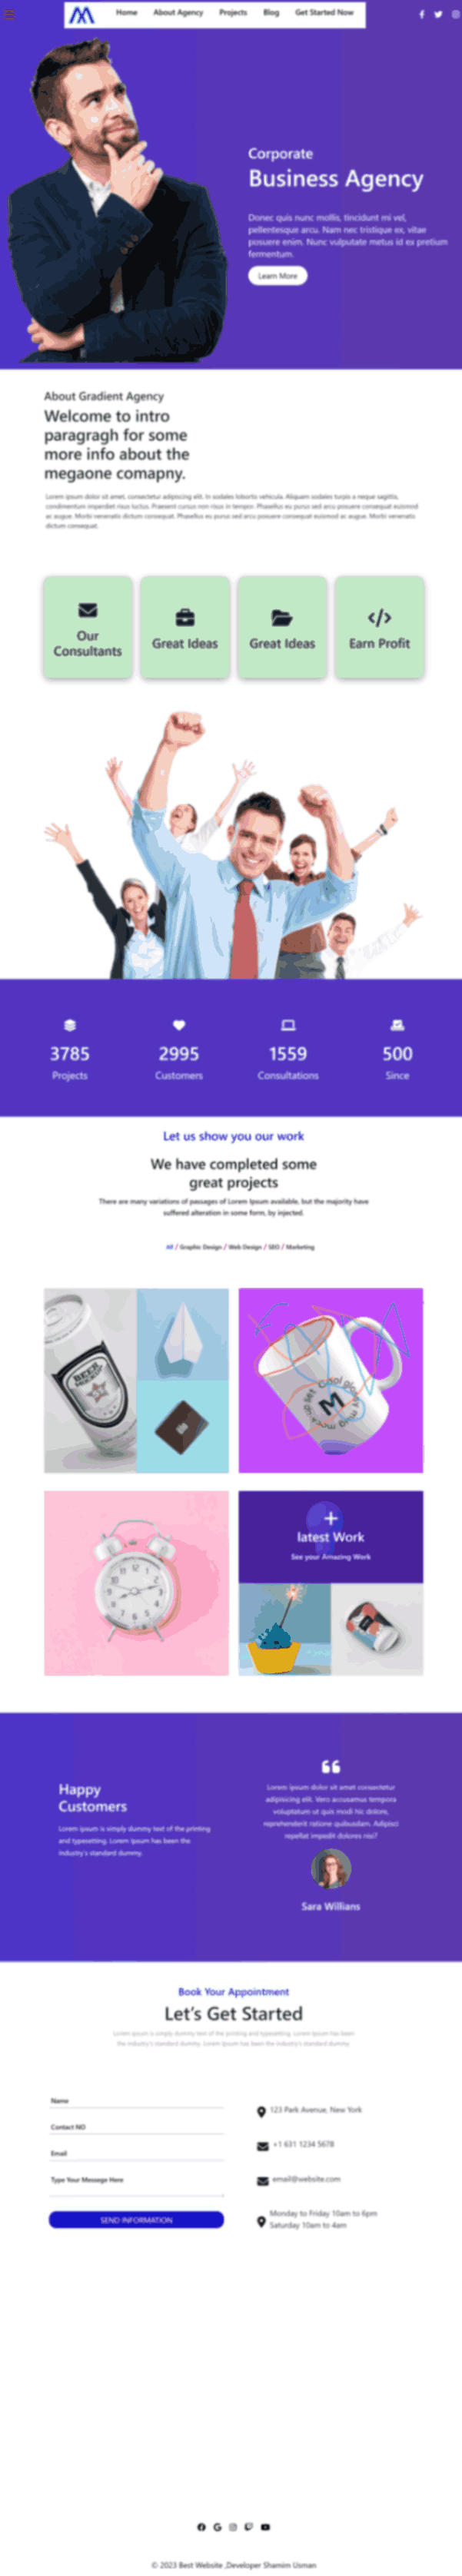 Home About Agency Projects Blog Get Started Now
Corporate
Business Agency
Donec quis nunc mollis, tincidunt mi vel,
pellentesque arcu. Nam nec tristique ex, vitae
posuere enim. Nunc vulputate metus id ex pretium
fermentum.
Learn More
About Gradient Agency
Welcome to intro
paragragh for some
more info about the
megaone comapny.
Lorem ipsum dolor sit amet, consectetur adipiscing elit. In sodales lobortis vehicula. Aliquam sodales turpis a neque sagittis,
condimentum imperdiet risus luctus. Praesent cursus non risus in tempor. Phasellus eu purus sed arcu posuere consequat euismod
ac augue. Morbi venenatis dictum consequat. Phasellus eu purus sed arcu posuere consequat euismod ac augue. Morbi venenatis
dictum consequat.
Our
Consultants
Great Ideas
Great Ideas
Earn Profit
3785 2995 1559 500
Projects Customers Consultations Since
Let us show you our work
We have completed some
great projects
There are many variations of passages of Lorem Ipsum available, but the majority have
suffered alteration in some form, by injected.
All / Graphic Design / Web Design / SEO / Marketing
BEER
MOCKUP
M
latest Work
See your Amazing Work
Happy
Customers
Lorem ipsum is simply dummy text of the printing
and typesetting. Lorem Ipsum has been the
industry's standard dummy.
Lorem ipsum dolor sit amet consectetur
adipisicing elit. Vero accusamus tempora
voluptatum ut quis modi hic dolom,
reprehenderit ratione quibusdam. Adipisci
repellat impedit dolores nisi?
Sara Willians
Book Your Appointment
Let's Get Started
Lorem ipsum is simply dummy text of the printing and typesetting. Lorem Ipsum has been
the industry's standard dummy. Lorem Ipsum has been the industry's standard dummy.
Name
Contact NO
Email
Type Your Messege Here
SEND INFORMATION
123 Park Avenue, New York
+1 631 1234 5678
email@website.com
Monday to Friday 10am to 6pm
Saturday 10am to 4am
© 2023 Best Website ,Developer Shamim Usman